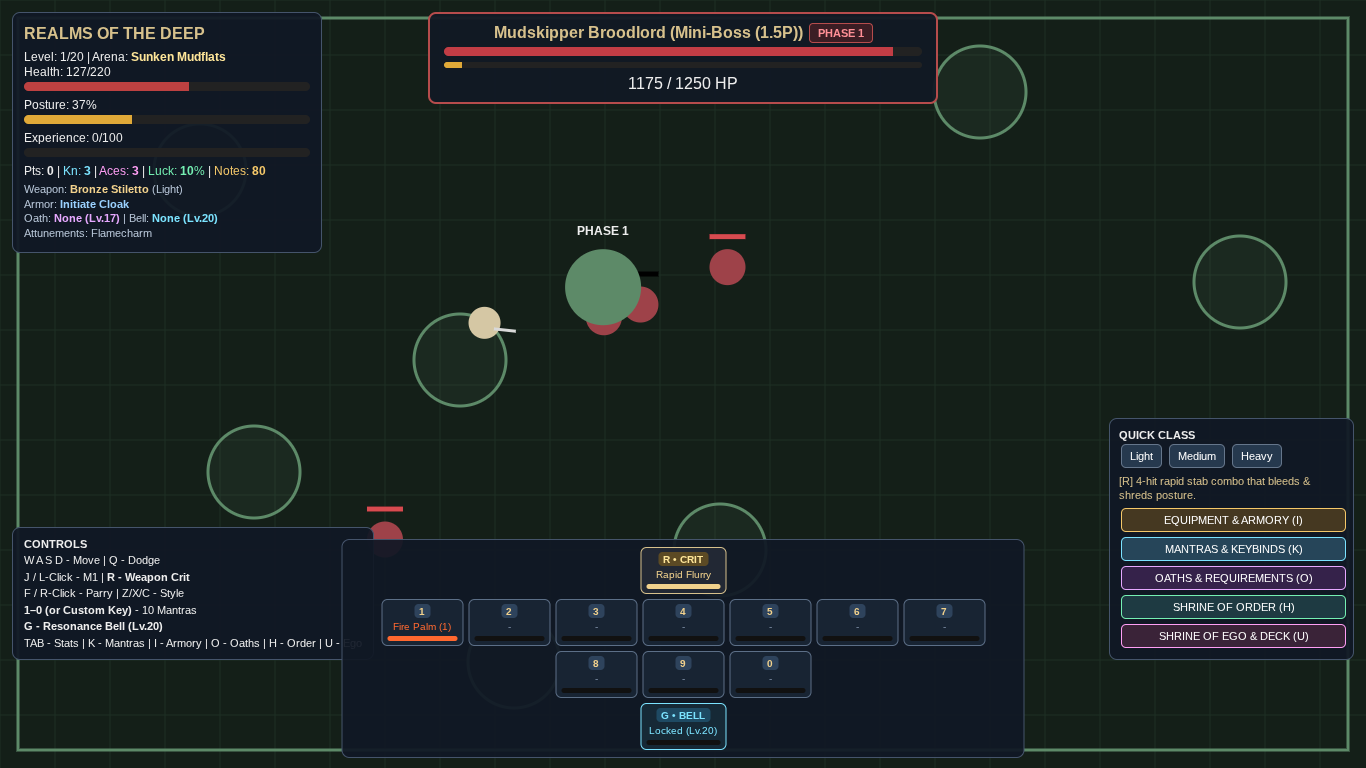 REALMS OF THE DEEP
Level: 1/20 | Arena: Sunken Mudflats
Health: 127/220
Posture: 37%
Experience: 0/100
Pts: 0 | Kn: 3 | Aces: 3 | Luck: 10% | Notes: 80
Weapon: Bronze Stiletto (Light)
Armor: Initiate Cloak
Oath: None (Lv.17) | Bell: None (Lv.20)
Attunements: Flamecharm
Mudskipper Broodlord (Mini-Boss (1.5P)) PHASE 1
1175 / 1250 HP
PHASE 1
QUICK CLASS
Light Medium Heavy
[R] 4-hit rapid stab combo that bleeds &
shreds posture.
EQUIPMENT & ARMORY (I)
MANTRAS & KEYBINDS (K)
OATHS & REQUIREMENTS (O)
SHRINE OF ORDER (H)
SHRINE OF EGO & DECK (U)
CONTROLS
W A S D - Move | Q - Dodge
J / L-Click - M1 | R - Weapon Crit
F / R-Click - Parry | Z/X/C - Style
1–0 (or Custom Key) - 10 Mantras
G - Resonance Bell (Lv.20)
TAB - Stats | K - Mantras | I - Armory | O - Oaths | H - Order | U - Ego
R • CRIT
Rapid Flurry
1 2 3 4 5 6 7
Fire Palm (1) - - - - - -
8 9 0
- - -
G • BELL
Locked (Lv.20)